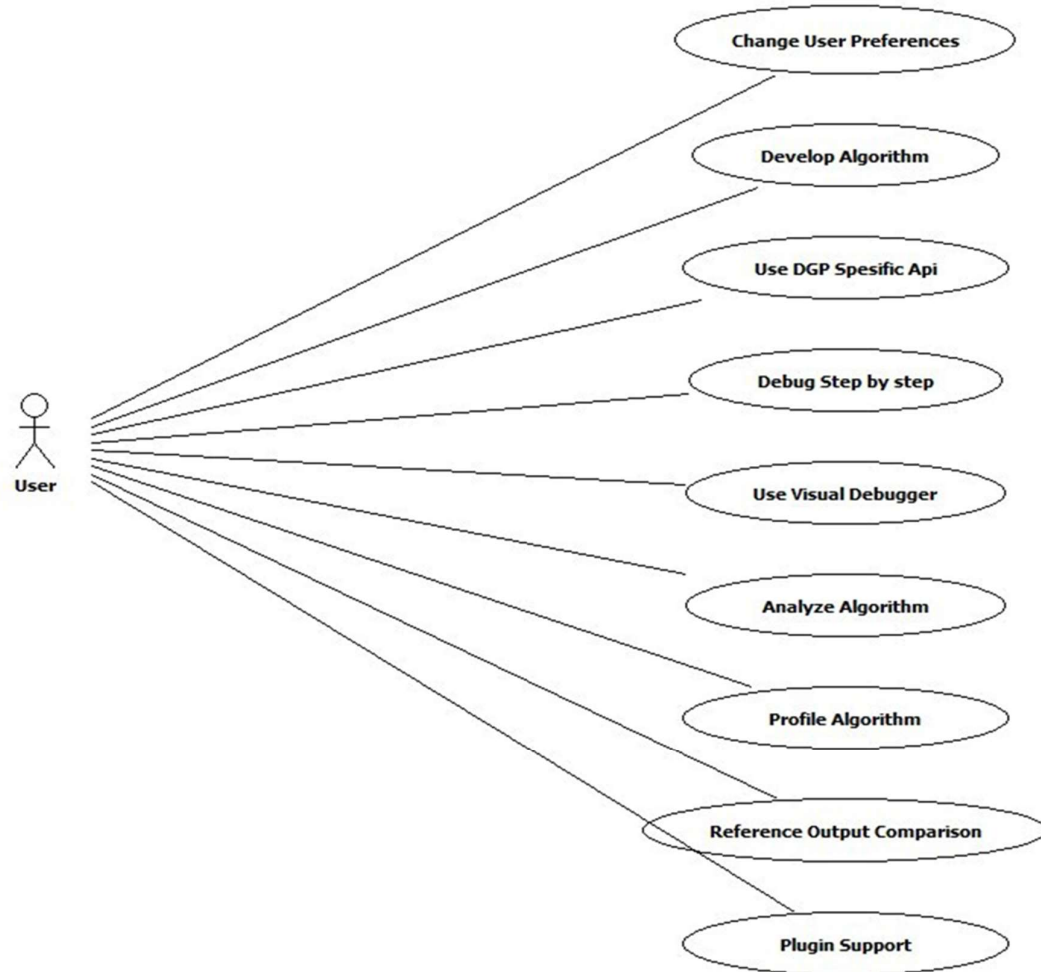 Change User Preferences
Develop Algorithm
Use DGP Spesific Api
Debug Step by step
User
Use Visual Debugger
Analyze Algorithm
Profile Algorithm
Reference Output Comparison
Plugin Support